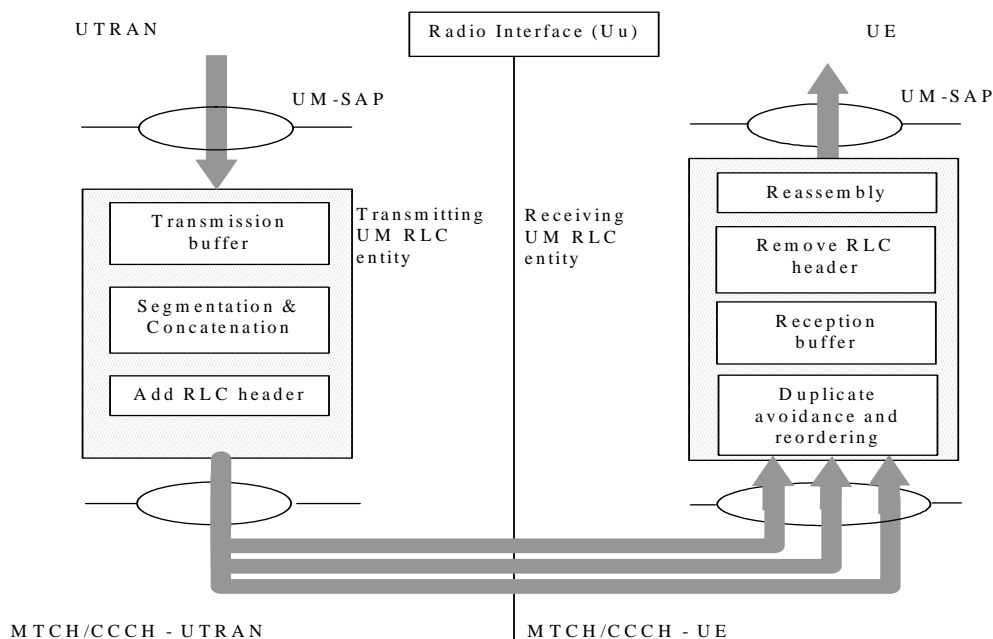 UTRAN
Radio Interface (Uu)
UE
UM-SAP
UM-SAP
Transmission
buffer
Segmentation &
Concatenation
Add RLC header
Transmitting
UM RLC
entity
Receiving
UM RLC
entity
Reassembly
Remove RLC
header
Reception
buffer
Duplicate
avoidance and
reordering
MTCH/CCCH - UTRAN
MTCH/CCCH - UE